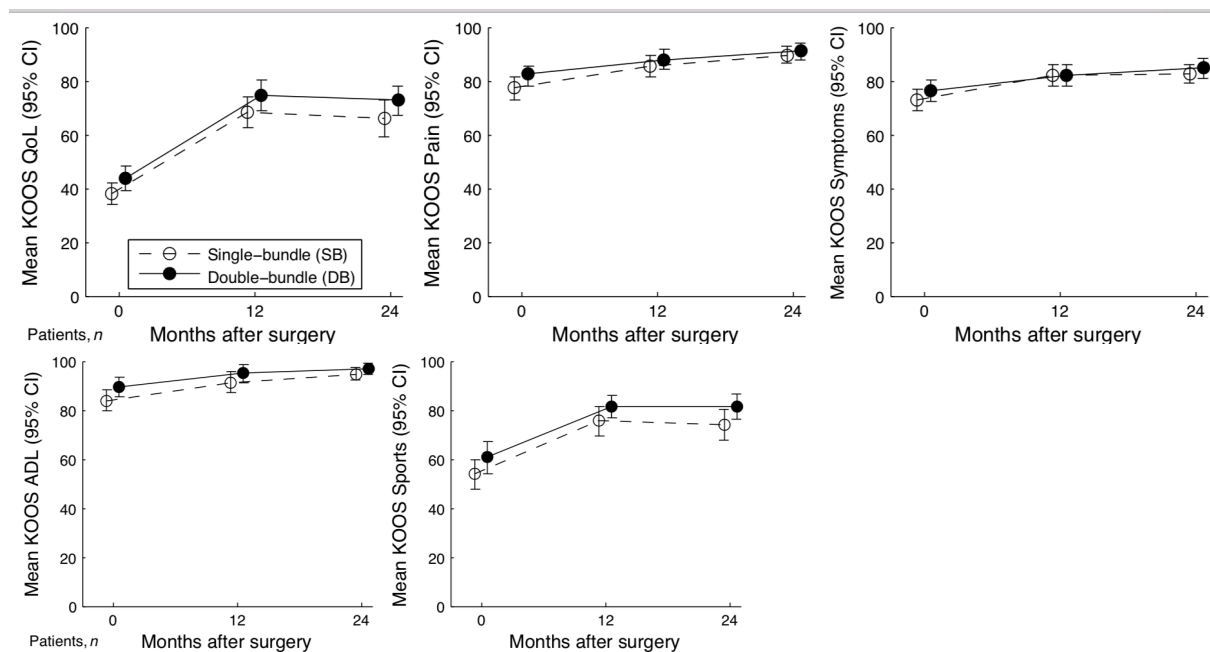 Mean KOOS QoL (95% CI)
100
80
60
40
20
0
Single-bundle (SB)
Double-bundle (DB)
0 12 24
Patients, n Months after surgery
Mean KOOS Pain (95% CI)
100
80
60
40
20
0
0 12 24
Months after surgery
Mean KOOS Symptoms (95% CI)
100
80
60
40
20
0
0 12 24
Months after surgery
Mean KOOS ADL (95% CI)
100
80
60
40
20
0
0 12 24
Patients, n Months after surgery
Mean KOOS Sports (95% CI)
100
80
60
40
20
0
0 12 24
Months after surgery